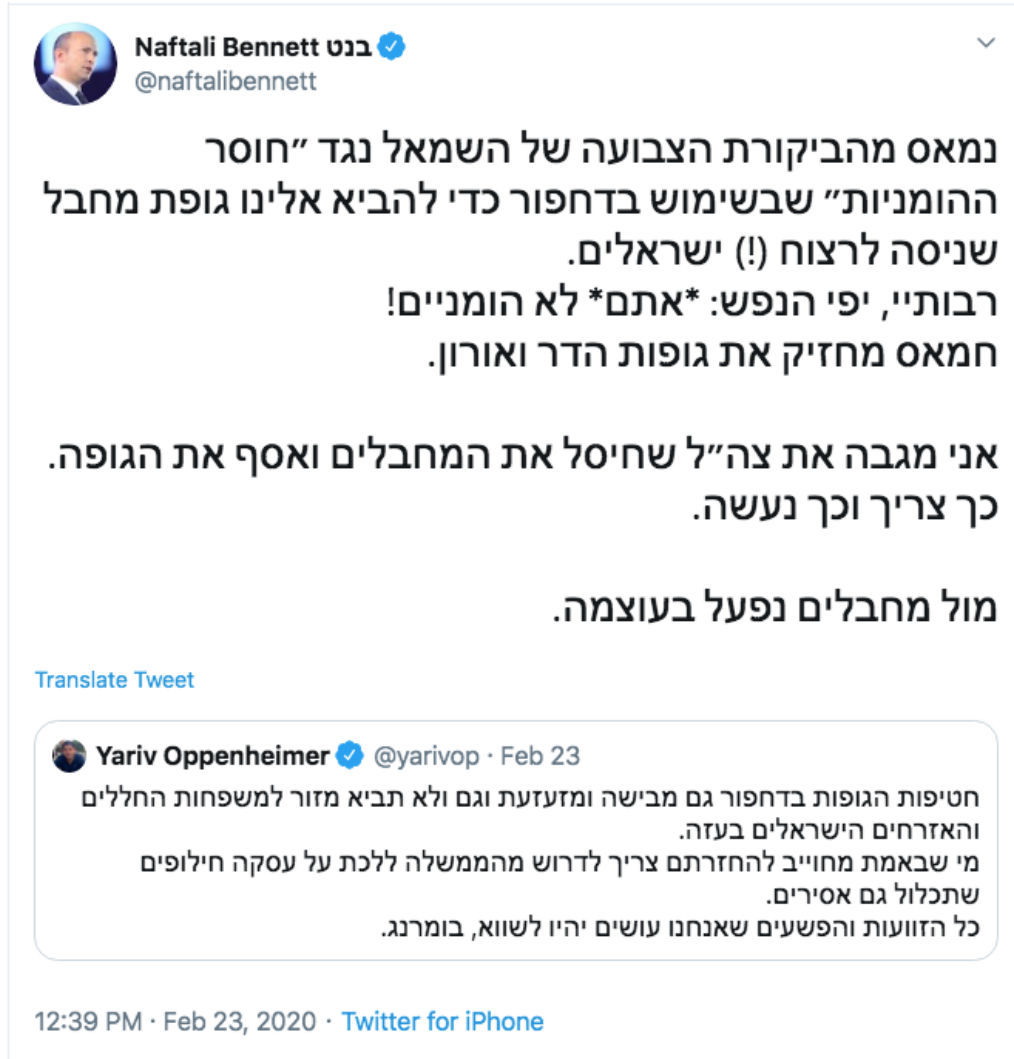 Naftali Bennett בנט
@naftalibennett
נמאס מהביקורת הצבועה של השמאל נגד ״חוסר
ההומניות״ שבשימוש בדחפור כדי להביא אלינו גופת מחבל
שניסה לרצוח (!) ישראלים.
רבותיי, יפי הנפש: *אתם* לא הומניים!
חמאס מחזיק את גופות הדר ואורון.
אני מגבה את צה״ל שחיסל את המחבלים ואסף את הגופה.
כך צריך וכך נעשה.
מול מחבלים נפעל בעוצמה.
Translate Tweet
Yariv Oppenheimer @yarivop · Feb 23
חטיפות הגופות בדחפור גם מבישה ומזעזעת וגם ולא תביא מזור למשפחות החללים
והאזרחים הישראלים בעזה.
מי שבאמת מחוייב להחזרתם צריך לדרוש מהממשלה ללכת על עסקה חילופים
שתכלול גם אסירים.
כל הזוועות והפשעים שאנחנו עושים יהיו לשווא, בומרנג.
12:39 PM · Feb 23, 2020 · Twitter for iPhone